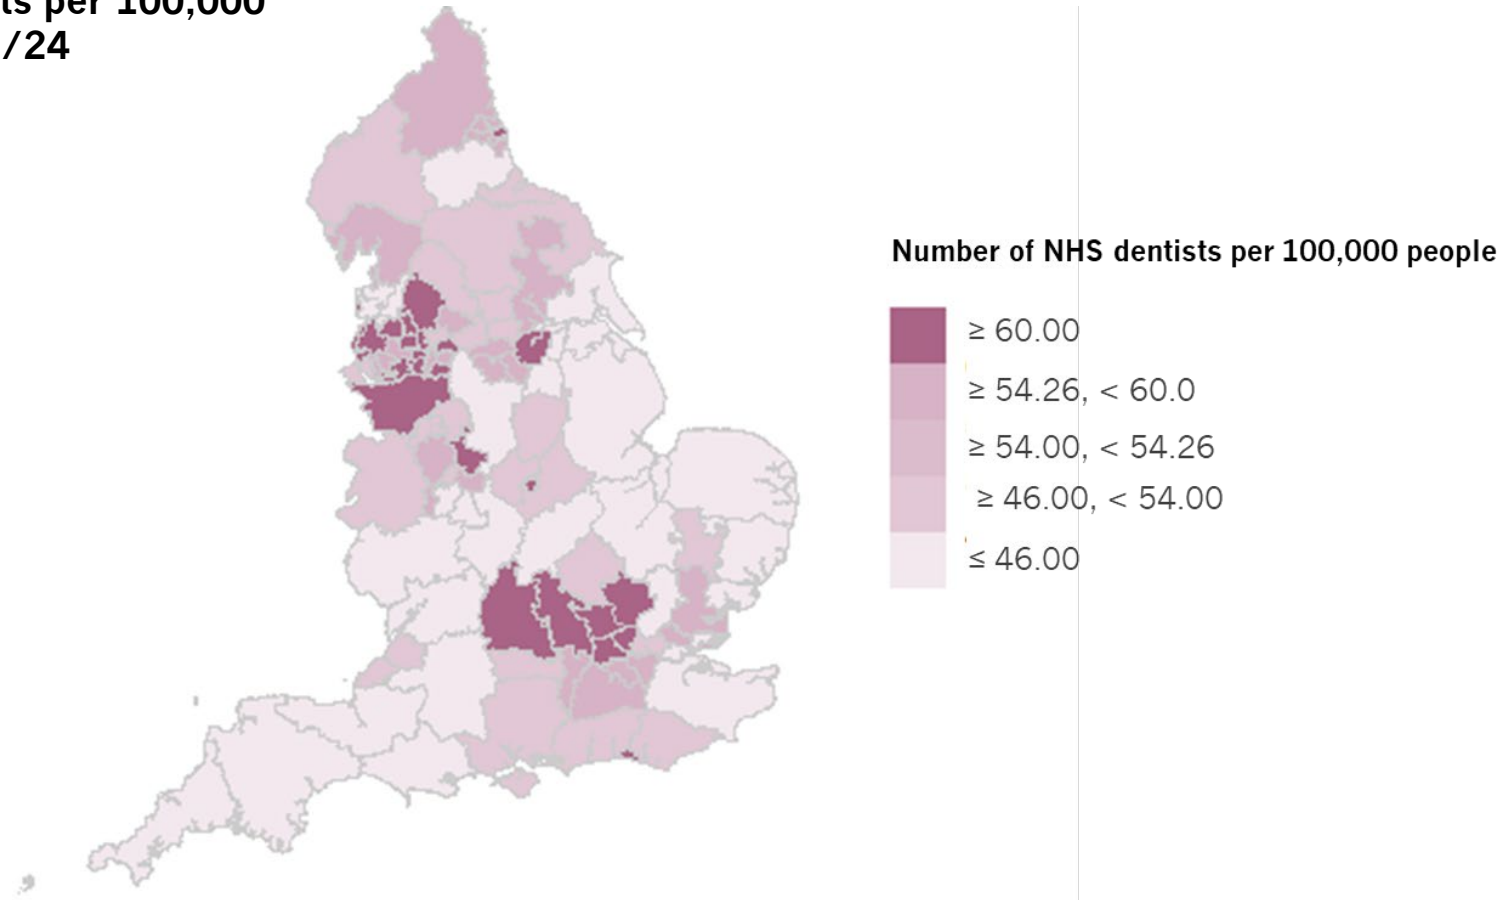 ts per 100,000
/24
Number of NHS dentists per 100,000 people
≥ 60.00
≥ 54.26, < 60.0
≥ 54.00, < 54.26
≥ 46.00, < 54.00
≤ 46.00